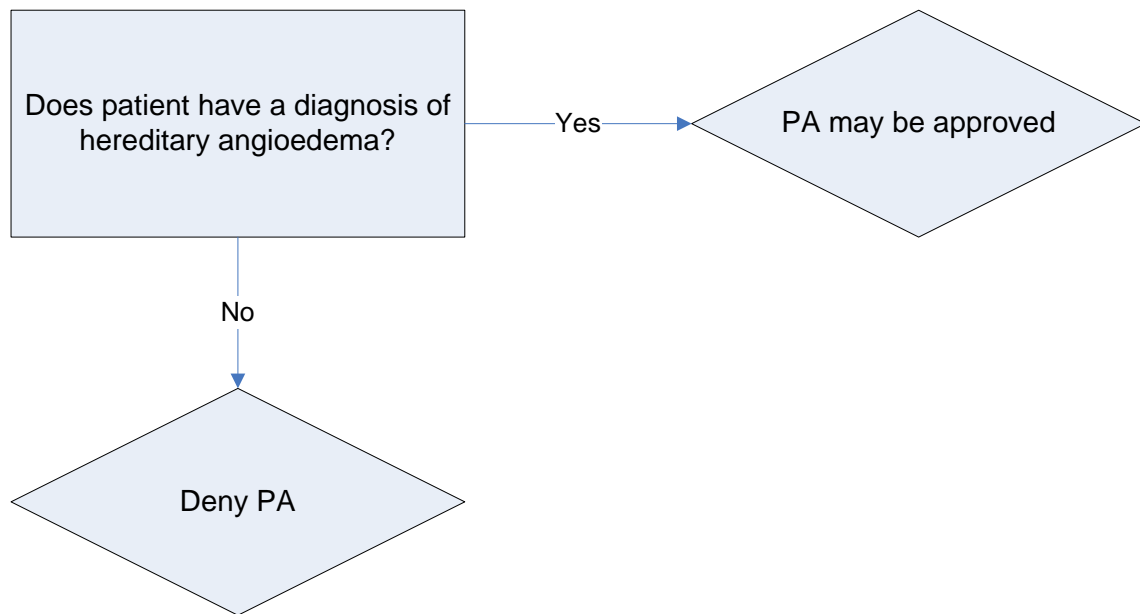 Does patient have a diagnosis of
hereditary angioedema?
Yes
PA may be approved
No
Deny PA